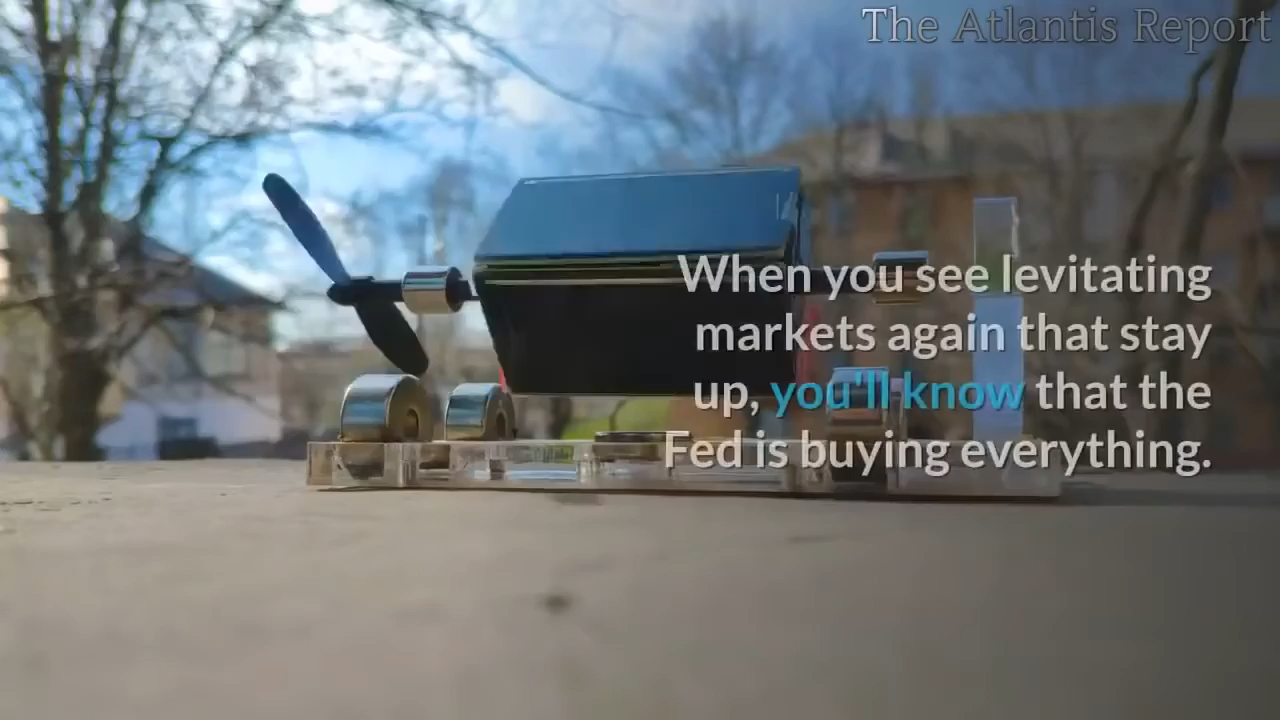 The Atlantis Report
When you see levitating
markets again that stay
up, you'll know that the
Fed is buying everything.